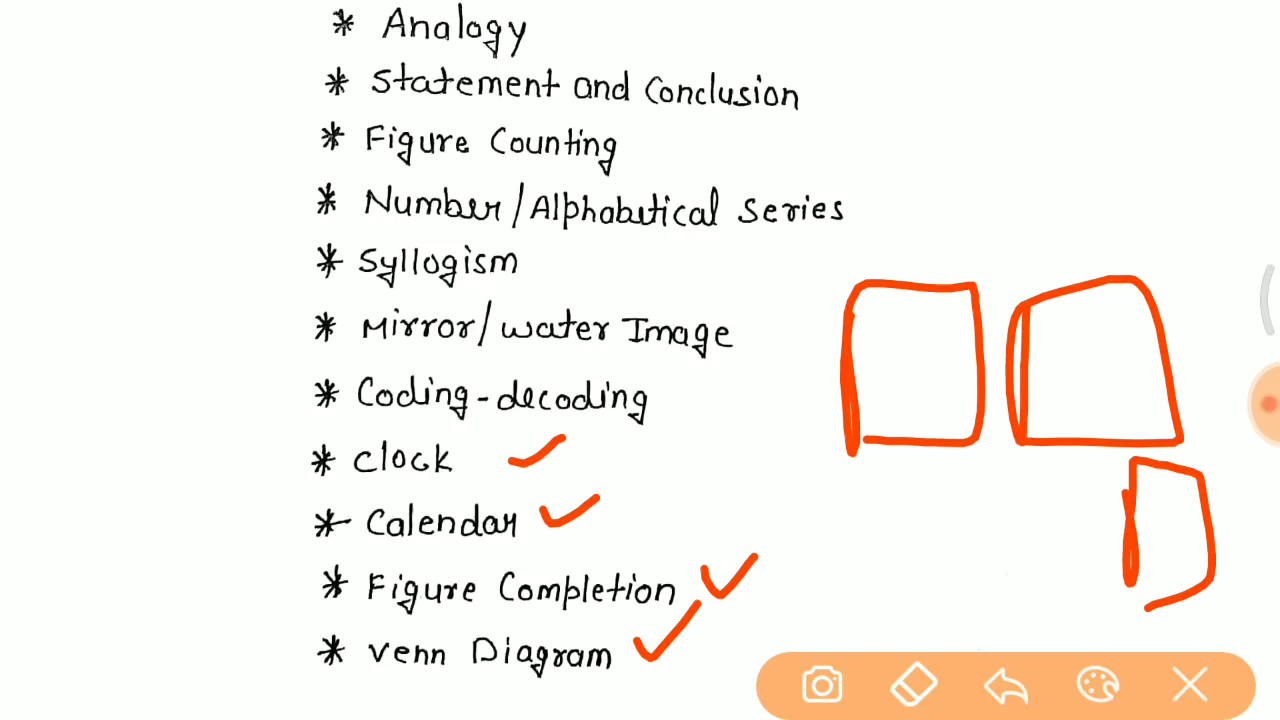 * Analogy
* Statement and Conclusion
* Figure Counting
* Number/Alphabetical Series
* Syllogism
* Mirror/water Image
* Coding-decoding
* Clock
* Calendar
* Figure Completion
* Venn Diagram